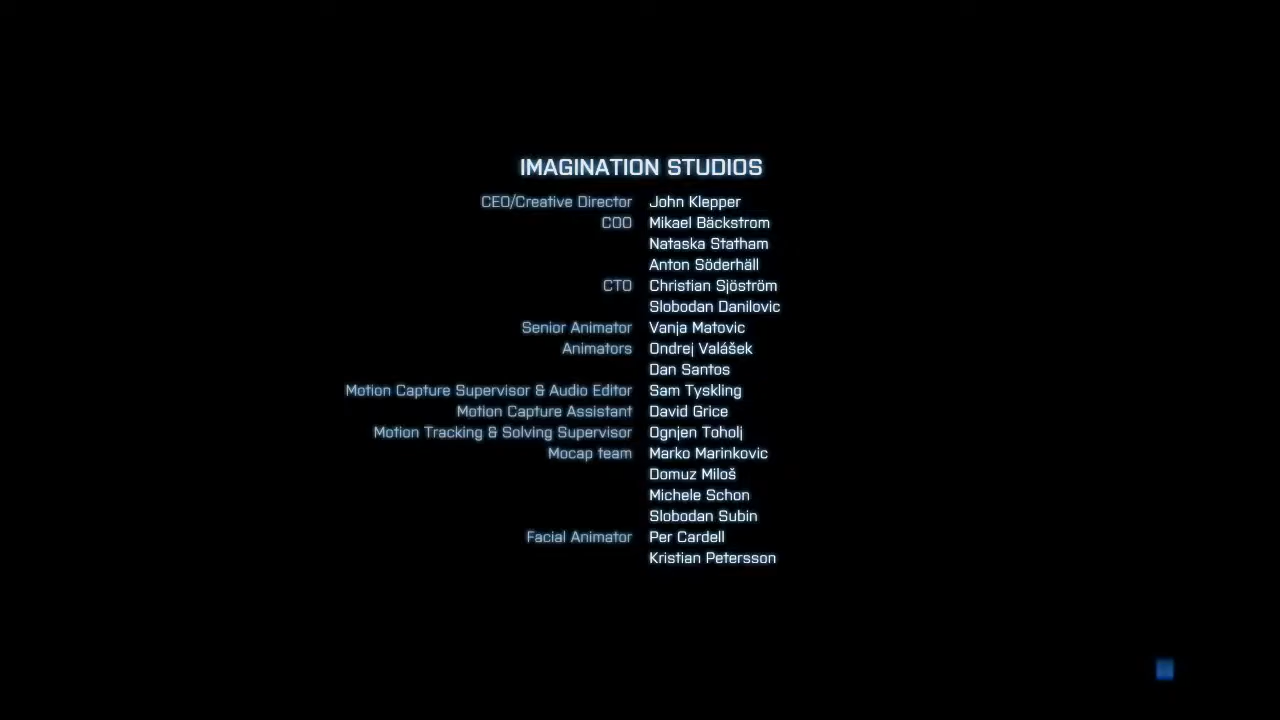 IMAGINATION STUDIOS
CEO/Creative Director John Klepper
COO Mikael Bäckstrom
Nataska Statham
Anton Söderhäll
CTO Christian Sjöström
Slobodan Danilovic
Senior Animator Vanja Matovic
Animators Ondrej Valášek
Dan Santos
Motion Capture Supervisor & Audio Editor Sam Tyskling
Motion Capture Assistant David Grice
Motion Tracking & Solving Supervisor Ognjen Toholj
Mocap team Marko Marinkovic
Domuz Miloš
Michele Schon
Slobodan Subin
Facial Animator Per Cardell
Kristian Petersson